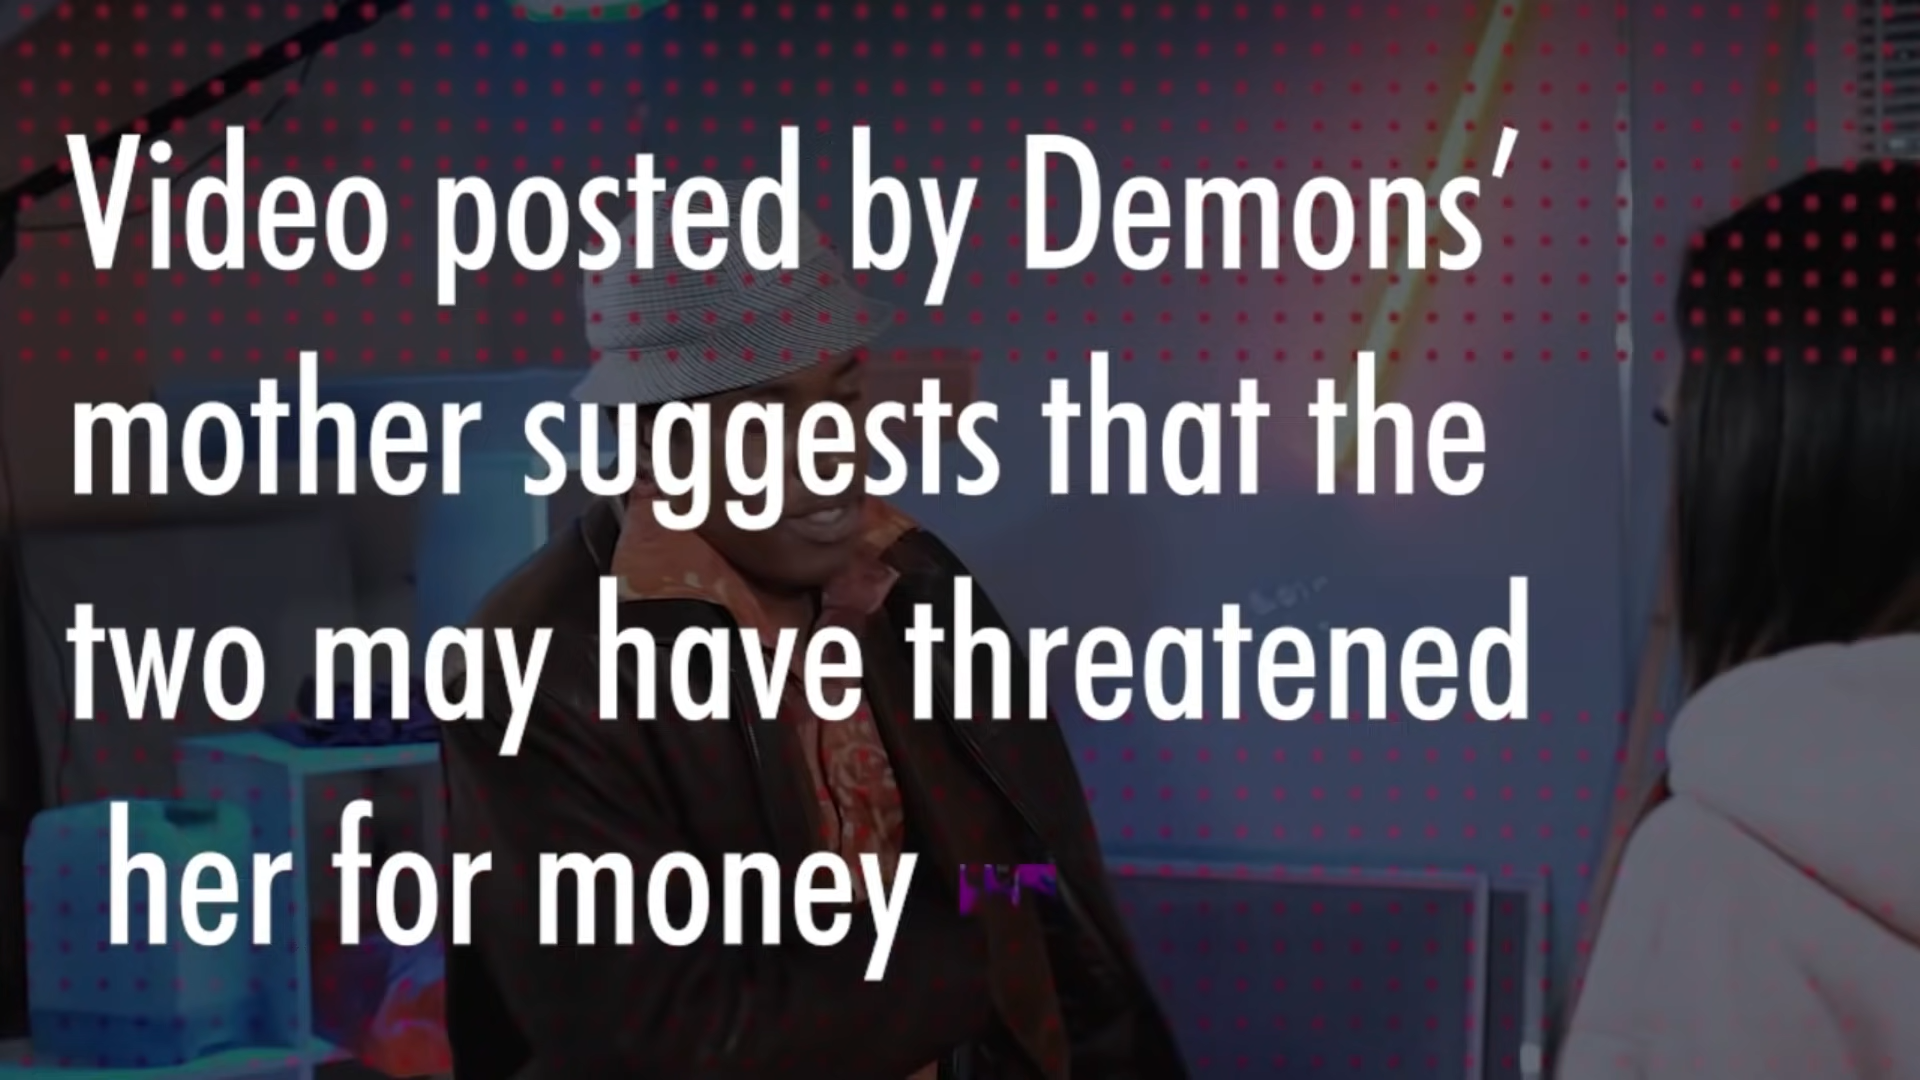 Video posted by Demons’
mother suggests that the
two may have threatened
her for money